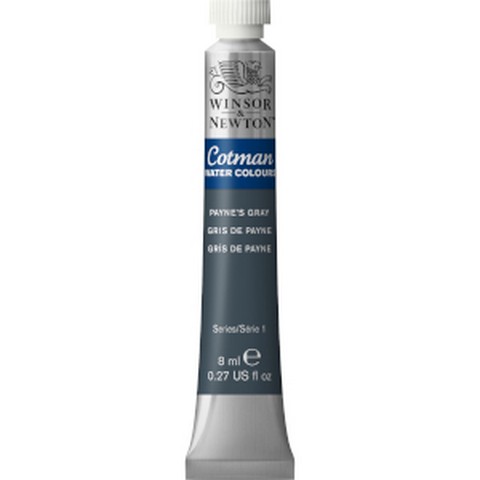 WINSOR
&
NEWTON
Cotman
WATER COLOURS
PAYNE'S GRAY
GRIS DE PAYNE
GRÍS DE PAYNE
Series/Série 1
8 ml e
0.27 US fl oz